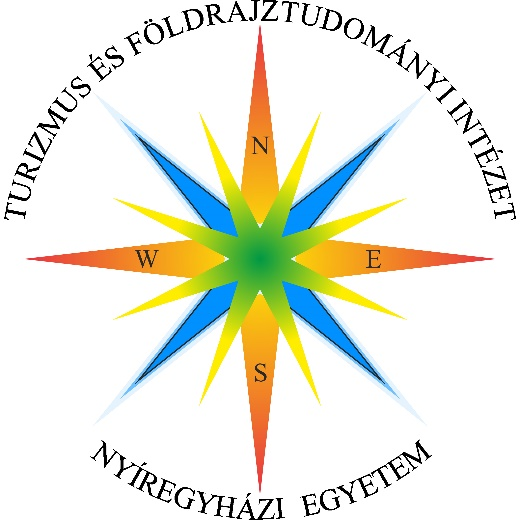 TURIZMUS ÉS FÖLDRAJZTUDOMÁNYI INTÉZET
N
W
E
S
NYÍREGYHÁZI EGYETEM